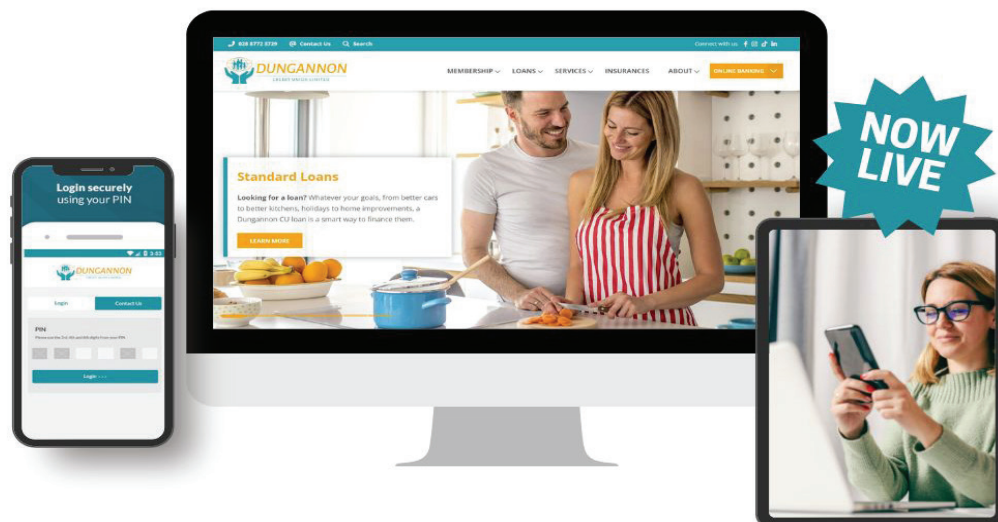 028 8772 3739 Contact Us Search
Connect with us
DUNGANNON
CREDIT UNION LIMITED
MEMBERSHIP LOANS SERVICES INSURANCES ABOUT ONLINE BANKING
Standard Loans
Looking for a loan? Whatever your goals, from better cars
to better kitchens, holidays to home improvements, a
Dungannon CU loan is a smart way to finance them.
LEARN MORE
NOW
LIVE
Login securely
using your PIN
DUNGANNON
Login Contact Us
PIN
Login